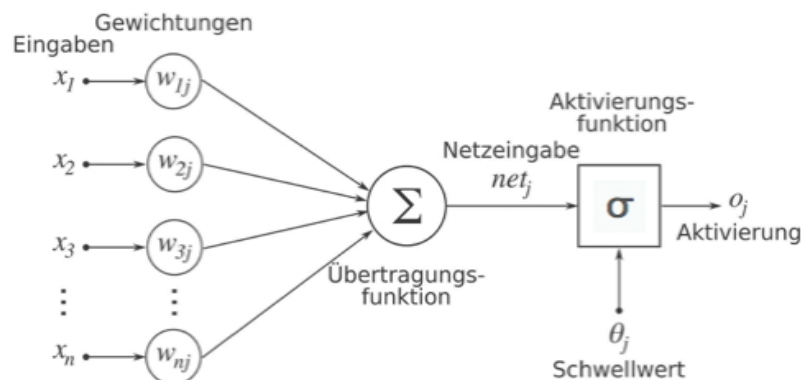 Gewichtungen
Eingaben
x₁ w₁ⱼ
Aktivierungs-
funktion
x₂ w₂ⱼ
Netzeingabe
netⱼ
Σ
σ
oⱼ
Aktivierung
x₃ w₃ⱼ
Übertragungs-
funktion
⋮ ⋮
θⱼ
Schwellwert
xₙ wₙⱼ